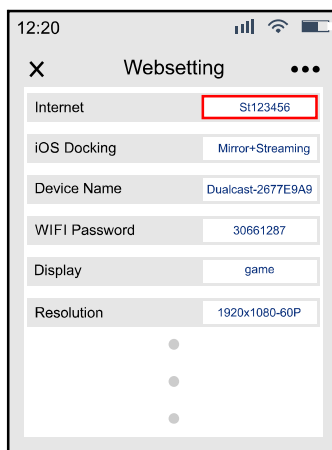 12:20
Websetting
Internet St123456
iOS Docking Mirror+Streaming
Device Name Dualcast-2677E9A9
WIFI Password 30661287
Display game
Resolution 1920x1080-60P